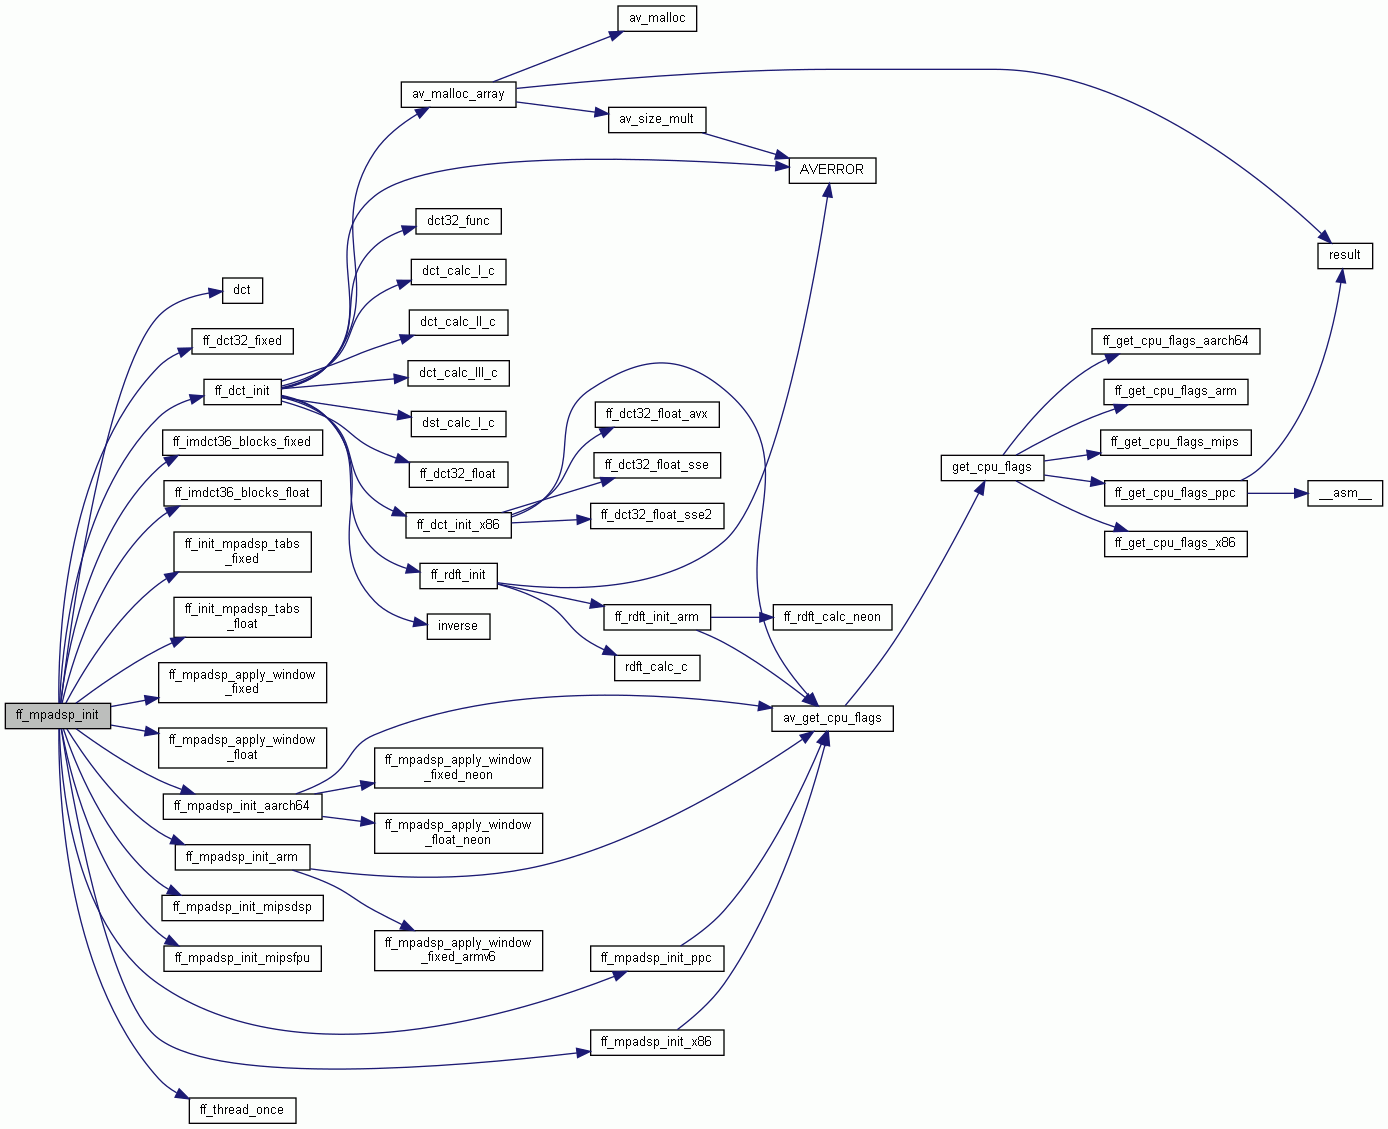 av_malloc
av_malloc_array
av_size_mult
AVERROR
dct32_func
result
dct_calc_I_c
dct
dct_calc_II_c
ff_dct32_fixed
ff_get_cpu_flags_aarch64
dct_calc_III_c
ff_dct_init
ff_get_cpu_flags_arm
ff_dct32_float_avx
dst_calc_I_c
ff_imdct36_blocks_fixed
ff_get_cpu_flags_mips
ff_dct32_float_sse
get_cpu_flags
ff_dct32_float
ff_imdct36_blocks_float
ff_get_cpu_flags_ppc
__asm__
ff_dct32_float_sse2
ff_dct_init_x86
ff_get_cpu_flags_x86
ff_init_mpadsp_tabs
_fixed
ff_rdft_init
ff_init_mpadsp_tabs
_float
ff_rdft_init_arm
ff_rdft_calc_neon
inverse
rdft_calc_c
ff_mpadsp_apply_window
_fixed
ff_mpadsp_init
av_get_cpu_flags
ff_mpadsp_apply_window
_float
ff_mpadsp_apply_window
_fixed_neon
ff_mpadsp_init_aarch64
ff_mpadsp_apply_window
_float_neon
ff_mpadsp_init_arm
ff_mpadsp_init_mipsdsp
ff_mpadsp_apply_window
_fixed_armv6
ff_mpadsp_init_mipsfpu
ff_mpadsp_init_ppc
ff_mpadsp_init_x86
ff_thread_once